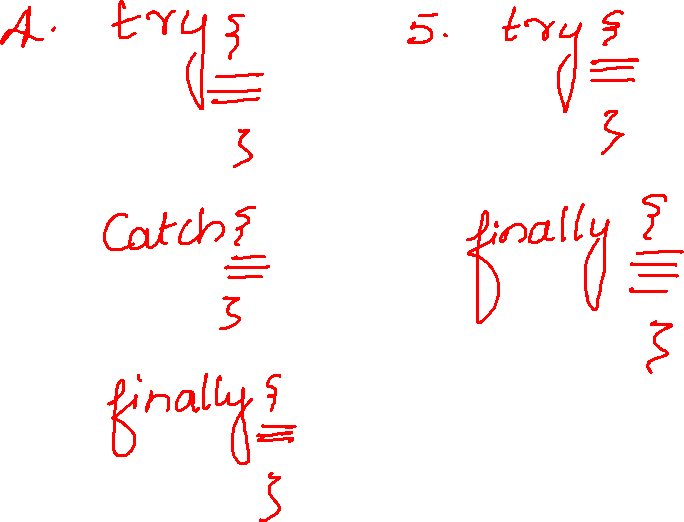 4. try {
}
Catch {
}
finally {
}
5. try {
}
finally {
}